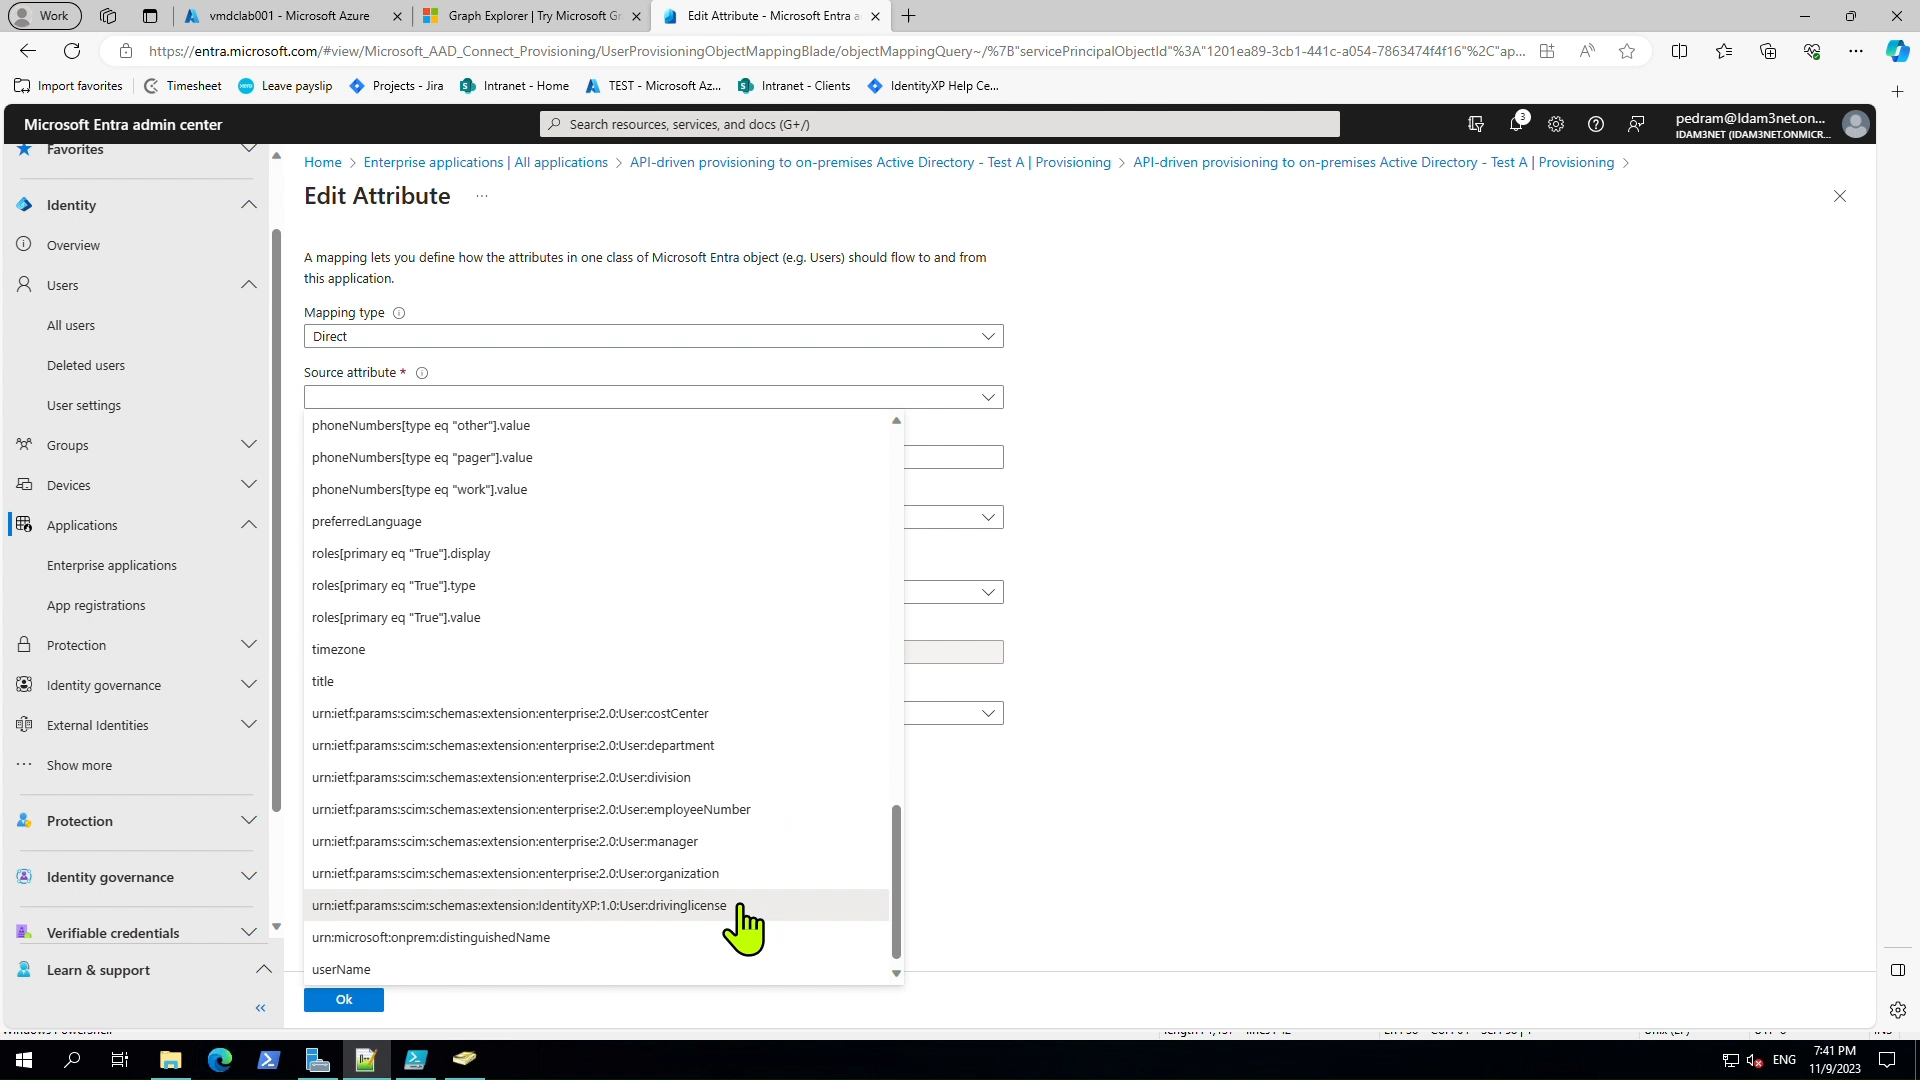 Work
vmdclab001 - Microsoft Azure
Graph Explorer | Try Microsoft Gr
Edit Attribute - Microsoft Entra a
https://entra.microsoft.com/#view/Microsoft_AAD_Connect_Provisioning/UserProvisioningObjectMappingBlade/objectMappingQuery~/%7B"servicePrincipalObjectId"%3A"1201ea89-3cb1-441c-a054-7863474f4f16"%2C"ap...
Import favorites
Timesheet
Leave payslip
Projects - Jira
Intranet - Home
TEST - Microsoft Az...
Intranet - Clients
IdentityXP Help Ce...
Microsoft Entra admin center
Search resources, services, and docs (G+/)
3
pedram@Idam3net.on...
IDAM3NET (IDAM3NET.ONMICR...
Favorites
Identity
Overview
Users
All users
Deleted users
User settings
Groups
Devices
Applications
Enterprise applications
App registrations
Protection
Identity governance
External Identities
Show more
Protection
Identity governance
Verifiable credentials
Learn & support
Home > Enterprise applications | All applications > API-driven provisioning to on-premises Active Directory - Test A | Provisioning > API-driven provisioning to on-premises Active Directory - Test A | Provisioning >
Edit Attribute ...
A mapping lets you define how the attributes in one class of Microsoft Entra object (e.g. Users) should flow to and from
this application.
Mapping type
Direct
Source attribute *
phoneNumbers[type eq "other"].value
phoneNumbers[type eq "pager"].value
phoneNumbers[type eq "work"].value
preferredLanguage
roles[primary eq "True"].display
roles[primary eq "True"].type
roles[primary eq "True"].value
timezone
title
urn:ietf:params:scim:schemas:extension:enterprise:2.0:User:costCenter
urn:ietf:params:scim:schemas:extension:enterprise:2.0:User:department
urn:ietf:params:scim:schemas:extension:enterprise:2.0:User:division
urn:ietf:params:scim:schemas:extension:enterprise:2.0:User:employeeNumber
urn:ietf:params:scim:schemas:extension:enterprise:2.0:User:manager
urn:ietf:params:scim:schemas:extension:enterprise:2.0:User:organization
urn:ietf:params:scim:schemas:extension:IdentityXP:1.0:User:drivinglicense
urn:microsoft:onprem:distinguishedName
userName
Ok
ENG
7:41 PM
11/9/2023